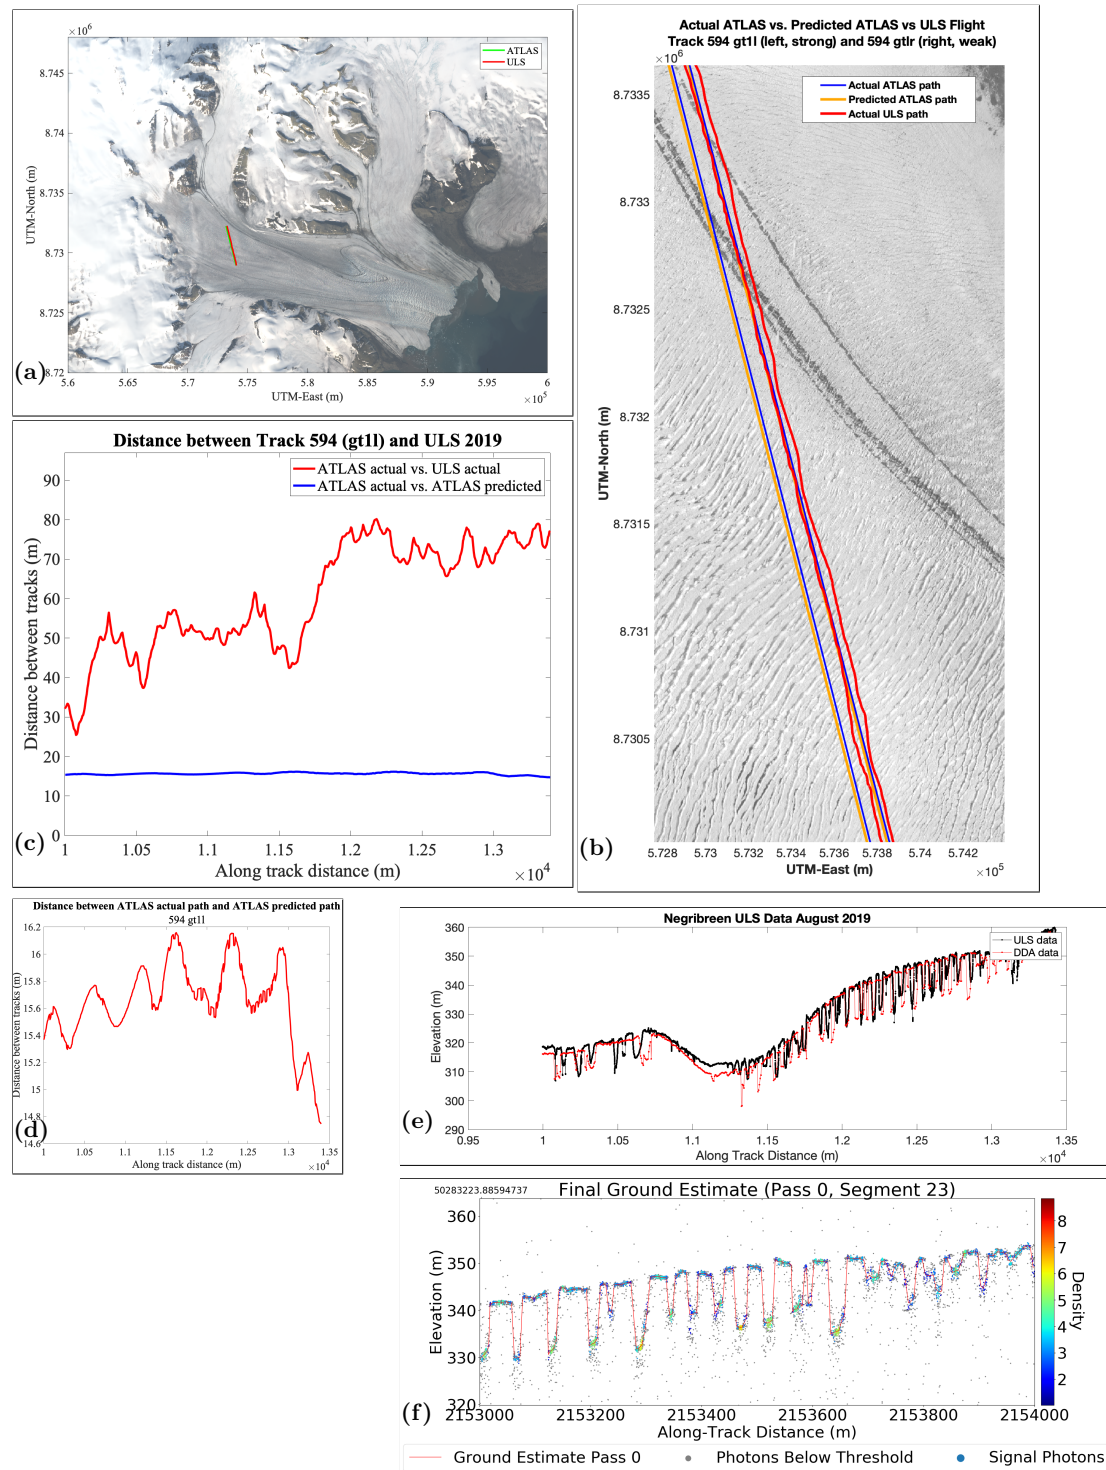 ×10⁶
8.745
8.74
8.735
8.73
8.725
8.72
UTM-North (m)
ATLAS
ULS
(a)
5.6
5.65
5.7
5.75
5.8
5.85
5.9
5.95
6
UTM-East (m)
×10⁵
Actual ATLAS vs. Predicted ATLAS vs ULS Flight
Track 594 gt1l (left, strong) and 594 gtlr (right, weak)
×10⁶
Actual ATLAS path
Predicted ATLAS path
Actual ULS path
8.7335
8.733
8.7325
8.732
8.7315
8.731
8.7305
UTM-North (m)
(b)
5.728
5.73
5.732
5.734
5.736
5.738
5.74
5.742
×10⁵
UTM-East (m)
Distance between Track 594 (gt1l) and ULS 2019
ATLAS actual vs. ULS actual
ATLAS actual vs. ATLAS predicted
90
80
70
60
50
40
30
20
10
0
Distance between tracks (m)
(c)
1
1.05
1.1
1.15
1.2
1.25
1.3
×10⁴
Along track distance (m)
Distance between ATLAS actual path and ATLAS predicted path
594 gt1l
16.2
16
15.8
15.6
15.4
15.2
15
14.8
14.6
Distance between tracks (m)
(d)
1
1.05
1.1
1.15
1.2
1.25
1.3
1.35
×10⁴
Along track distance (m)
Negribreen ULS Data August 2019
ULS data
DDA data
360
350
340
330
320
310
300
290
Elevation (m)
(e)
0.95
1
1.05
1.1
1.15
1.2
1.25
1.3
1.35
×10⁴
Along Track Distance (m)
50283223.88594737
Final Ground Estimate (Pass 0, Segment 23)
360
350
340
330
320
Elevation (m)
8
7
6
5
4
3
2
Density
(f)
2153000
2153200
2153400
2153600
2153800
2154000
Along-Track Distance (m)
Ground Estimate Pass 0
Photons Below Threshold
Signal Photons